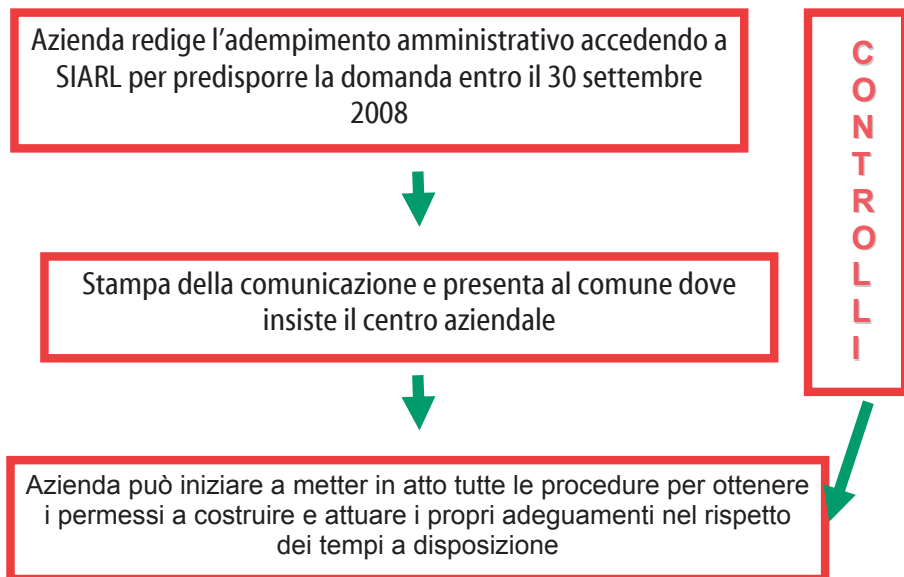 Azienda redige l'adempimento amministrativo accedendo a
SIARL per predisporre la domanda entro il 30 settembre
2008
Stampa della comunicazione e presenta al comune dove
insiste il centro aziendale
Azienda può iniziare a metter in atto tutte le procedure per ottenere
i permessi a costruire e attuare i propri adeguamenti nel rispetto
dei tempi a disposizione
C
O
N
T
R
O
L
L
I